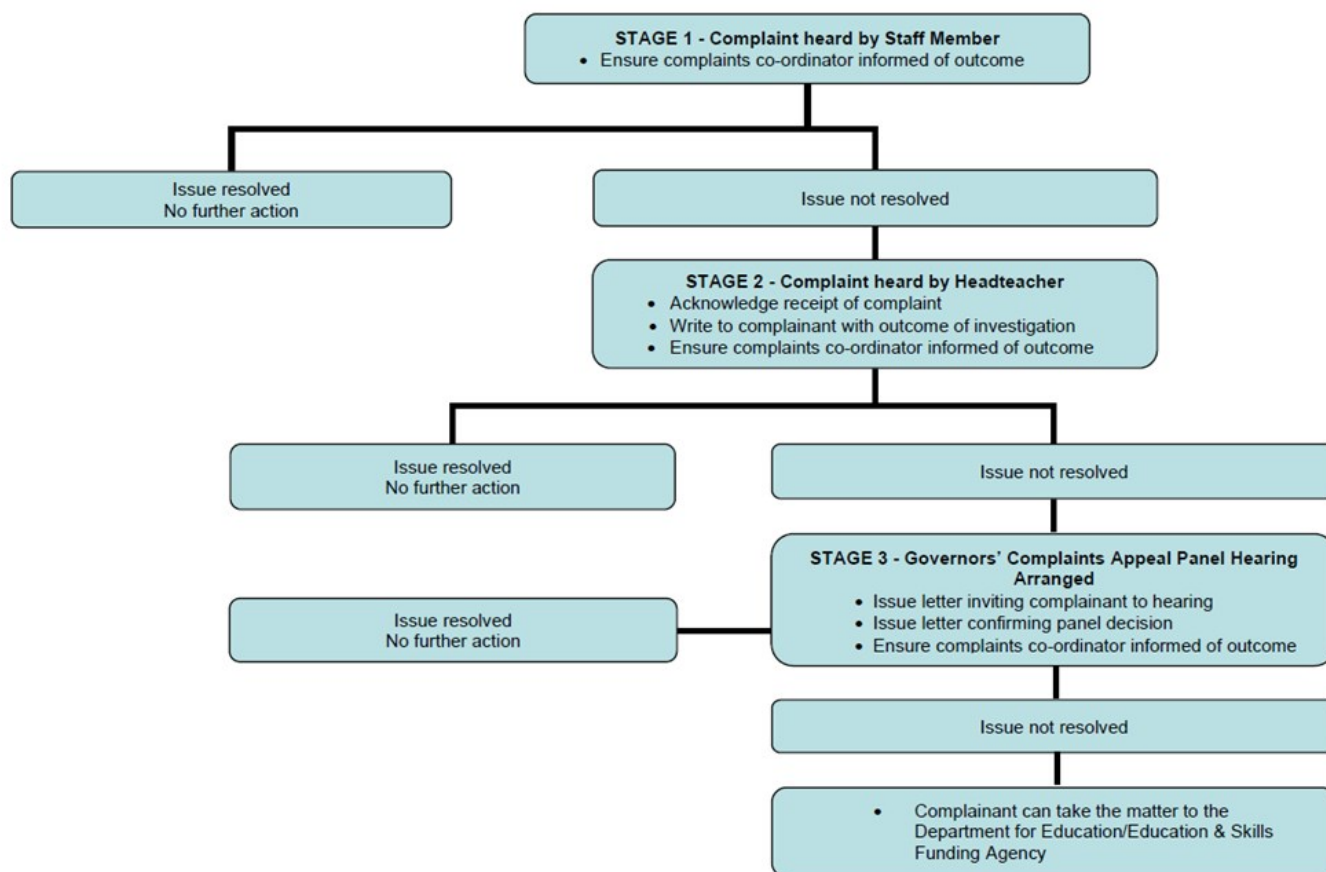 STAGE 1 - Complaint heard by Staff Member
• Ensure complaints co-ordinator informed of outcome
Issue resolved
No further action
Issue not resolved
STAGE 2 - Complaint heard by Headteacher
• Acknowledge receipt of complaint
• Write to complainant with outcome of investigation
• Ensure complaints co-ordinator informed of outcome
Issue resolved
No further action
Issue not resolved
STAGE 3 - Governors’ Complaints Appeal Panel Hearing
Arranged
• Issue letter inviting complainant to hearing
• Issue letter confirming panel decision
• Ensure complaints co-ordinator informed of outcome
Issue resolved
No further action
Issue not resolved
• Complainant can take the matter to the
Department for Education/Education & Skills
Funding Agency